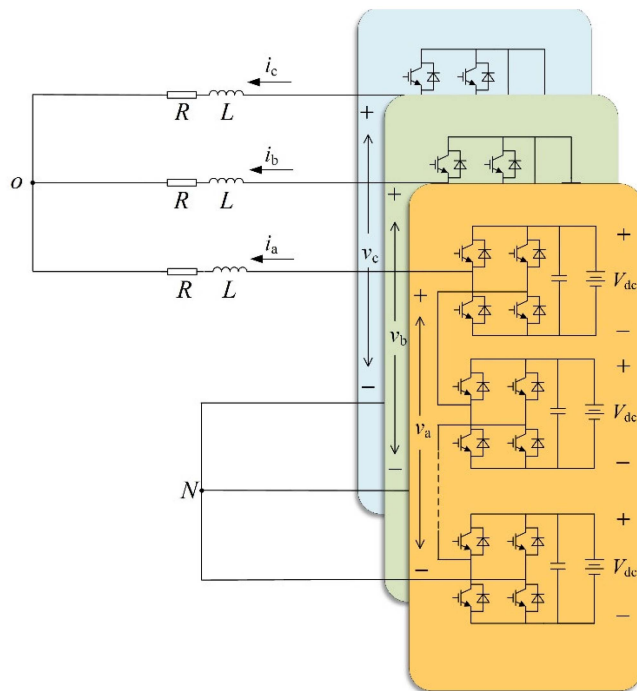 i_c
R L
+
i_b
o
R L
+
i_a
v_c
R L
+
+
V_dc
v_b
−
+
−
v_a
V_dc
−
−
N
+
−
V_dc
−